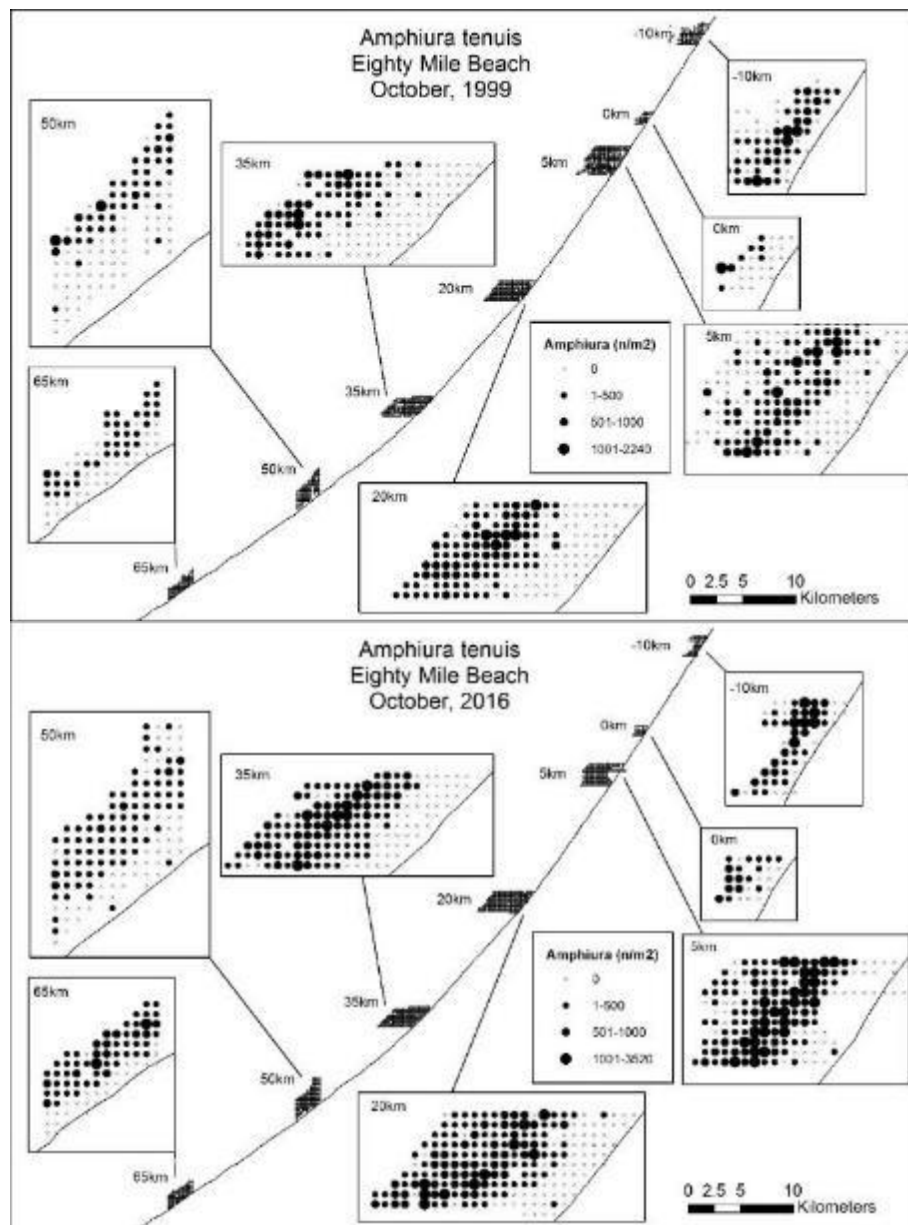 Amphiura tenuis
Eighty Mile Beach
October, 1999
-10km
-10km
0km
50km
35km
5km
0km
20km
Amphiura (n/m2)
0
1-500
501-1000
1001-2240
5km
65km
35km
50km
20km
65km
0 2.5 5 10
Kilometers
Amphiura tenuis
Eighty Mile Beach
October, 2016
-10km
-10km
0km
50km
35km
5km
0km
20km
Amphiura (n/m2)
0
1-500
501-1000
1001-3520
5km
65km
35km
50km
20km
65km
0 2.5 5 10
Kilometers